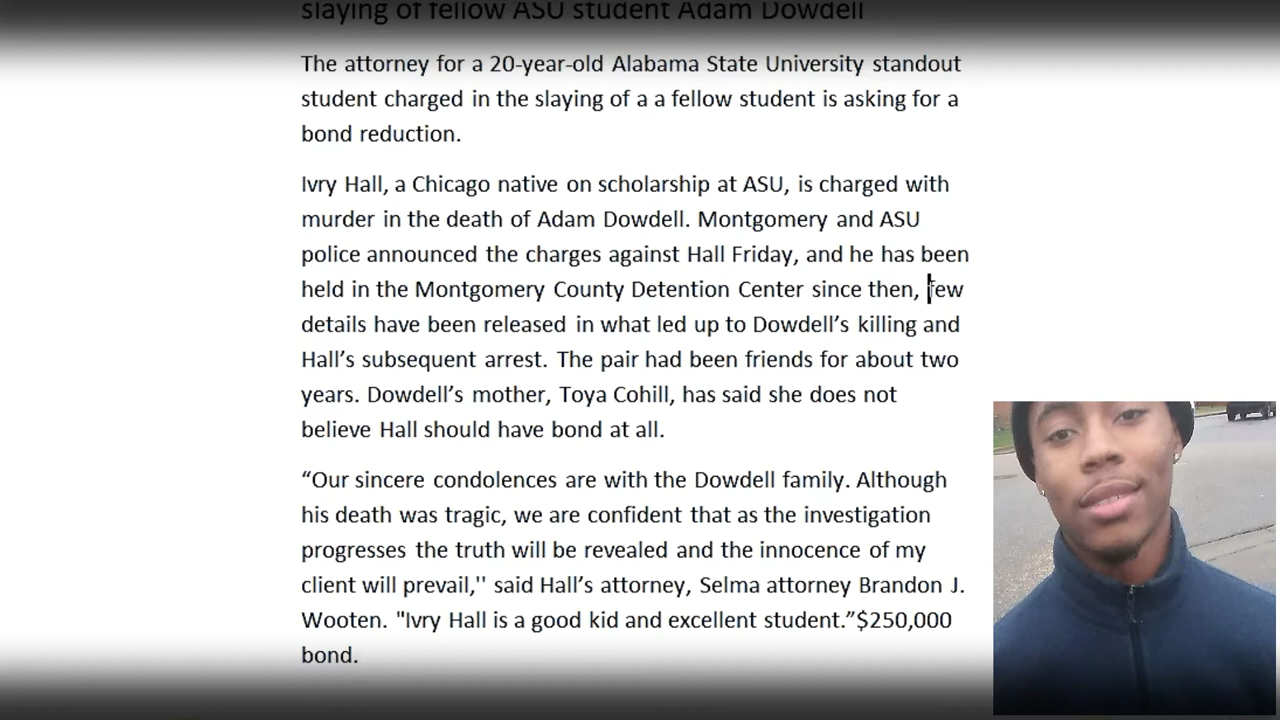 slaying of fellow ASU student Adam Dowdell
The attorney for a 20-year-old Alabama State University standout
student charged in the slaying of a a fellow student is asking for a
bond reduction.
Ivry Hall, a Chicago native on scholarship at ASU, is charged with
murder in the death of Adam Dowdell. Montgomery and ASU
police announced the charges against Hall Friday, and he has been
held in the Montgomery County Detention Center since then, few
details have been released in what led up to Dowdell’s killing and
Hall’s subsequent arrest. The pair had been friends for about two
years. Dowdell’s mother, Toya Cohill, has said she does not
believe Hall should have bond at all.
“Our sincere condolences are with the Dowdell family. Although
his death was tragic, we are confident that as the investigation
progresses the truth will be revealed and the innocence of my
client will prevail,'' said Hall’s attorney, Selma attorney Brandon J.
Wooten. "Ivry Hall is a good kid and excellent student.”$250,000
bond.